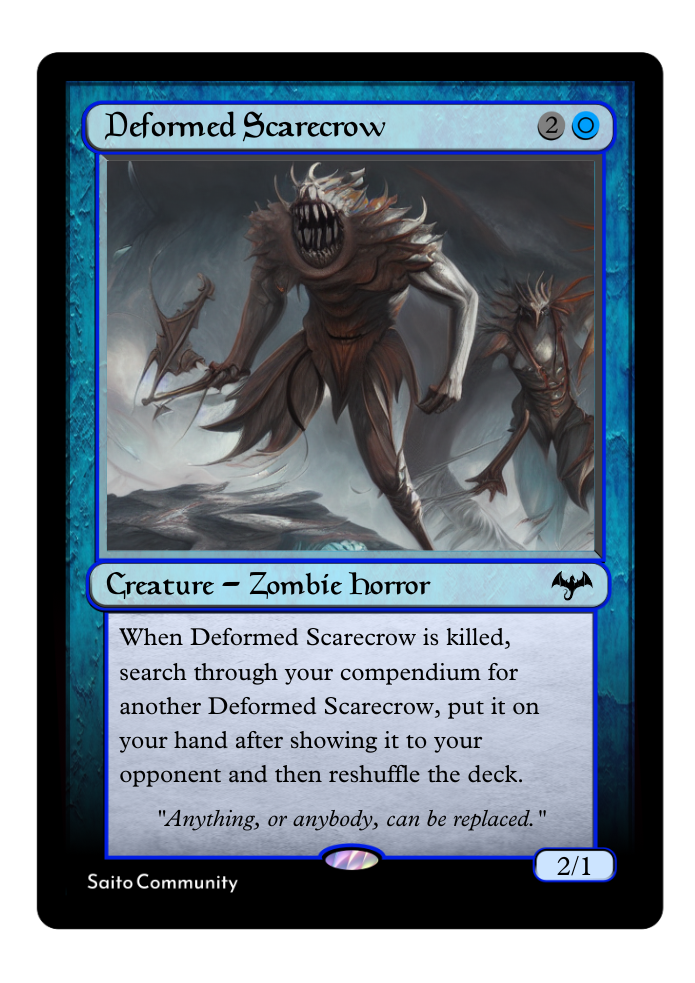 Deformed Scarecrow 2
Creature – Zombie Horror
When Deformed Scarecrow is killed,
search through your compendium for
another Deformed Scarecrow, put it on
your hand after showing it to your
opponent and then reshuffle the deck.
"Anything, or anybody, can be replaced."
2/1
Saito Community